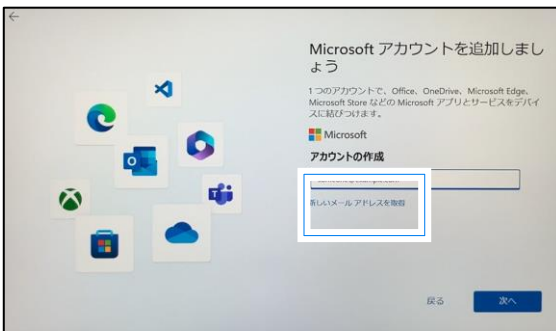 Microsoft アカウントを追加しまし
ょう
1 つのアカウントで、Office、OneDrive、Microsoft Edge、
Microsoft Store などの Microsoft アプリとサービスをデバイ
スに結びつけます。
Microsoft
アカウントの作成
新しいメール アドレスを取得
戻る
次へ